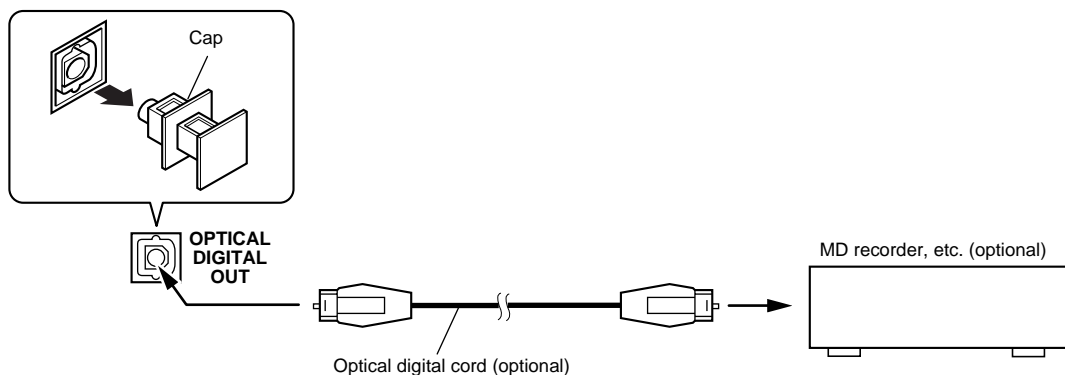 Cap
OPTICAL
DIGITAL
OUT
MD recorder, etc. (optional)
Optical digital cord (optional)